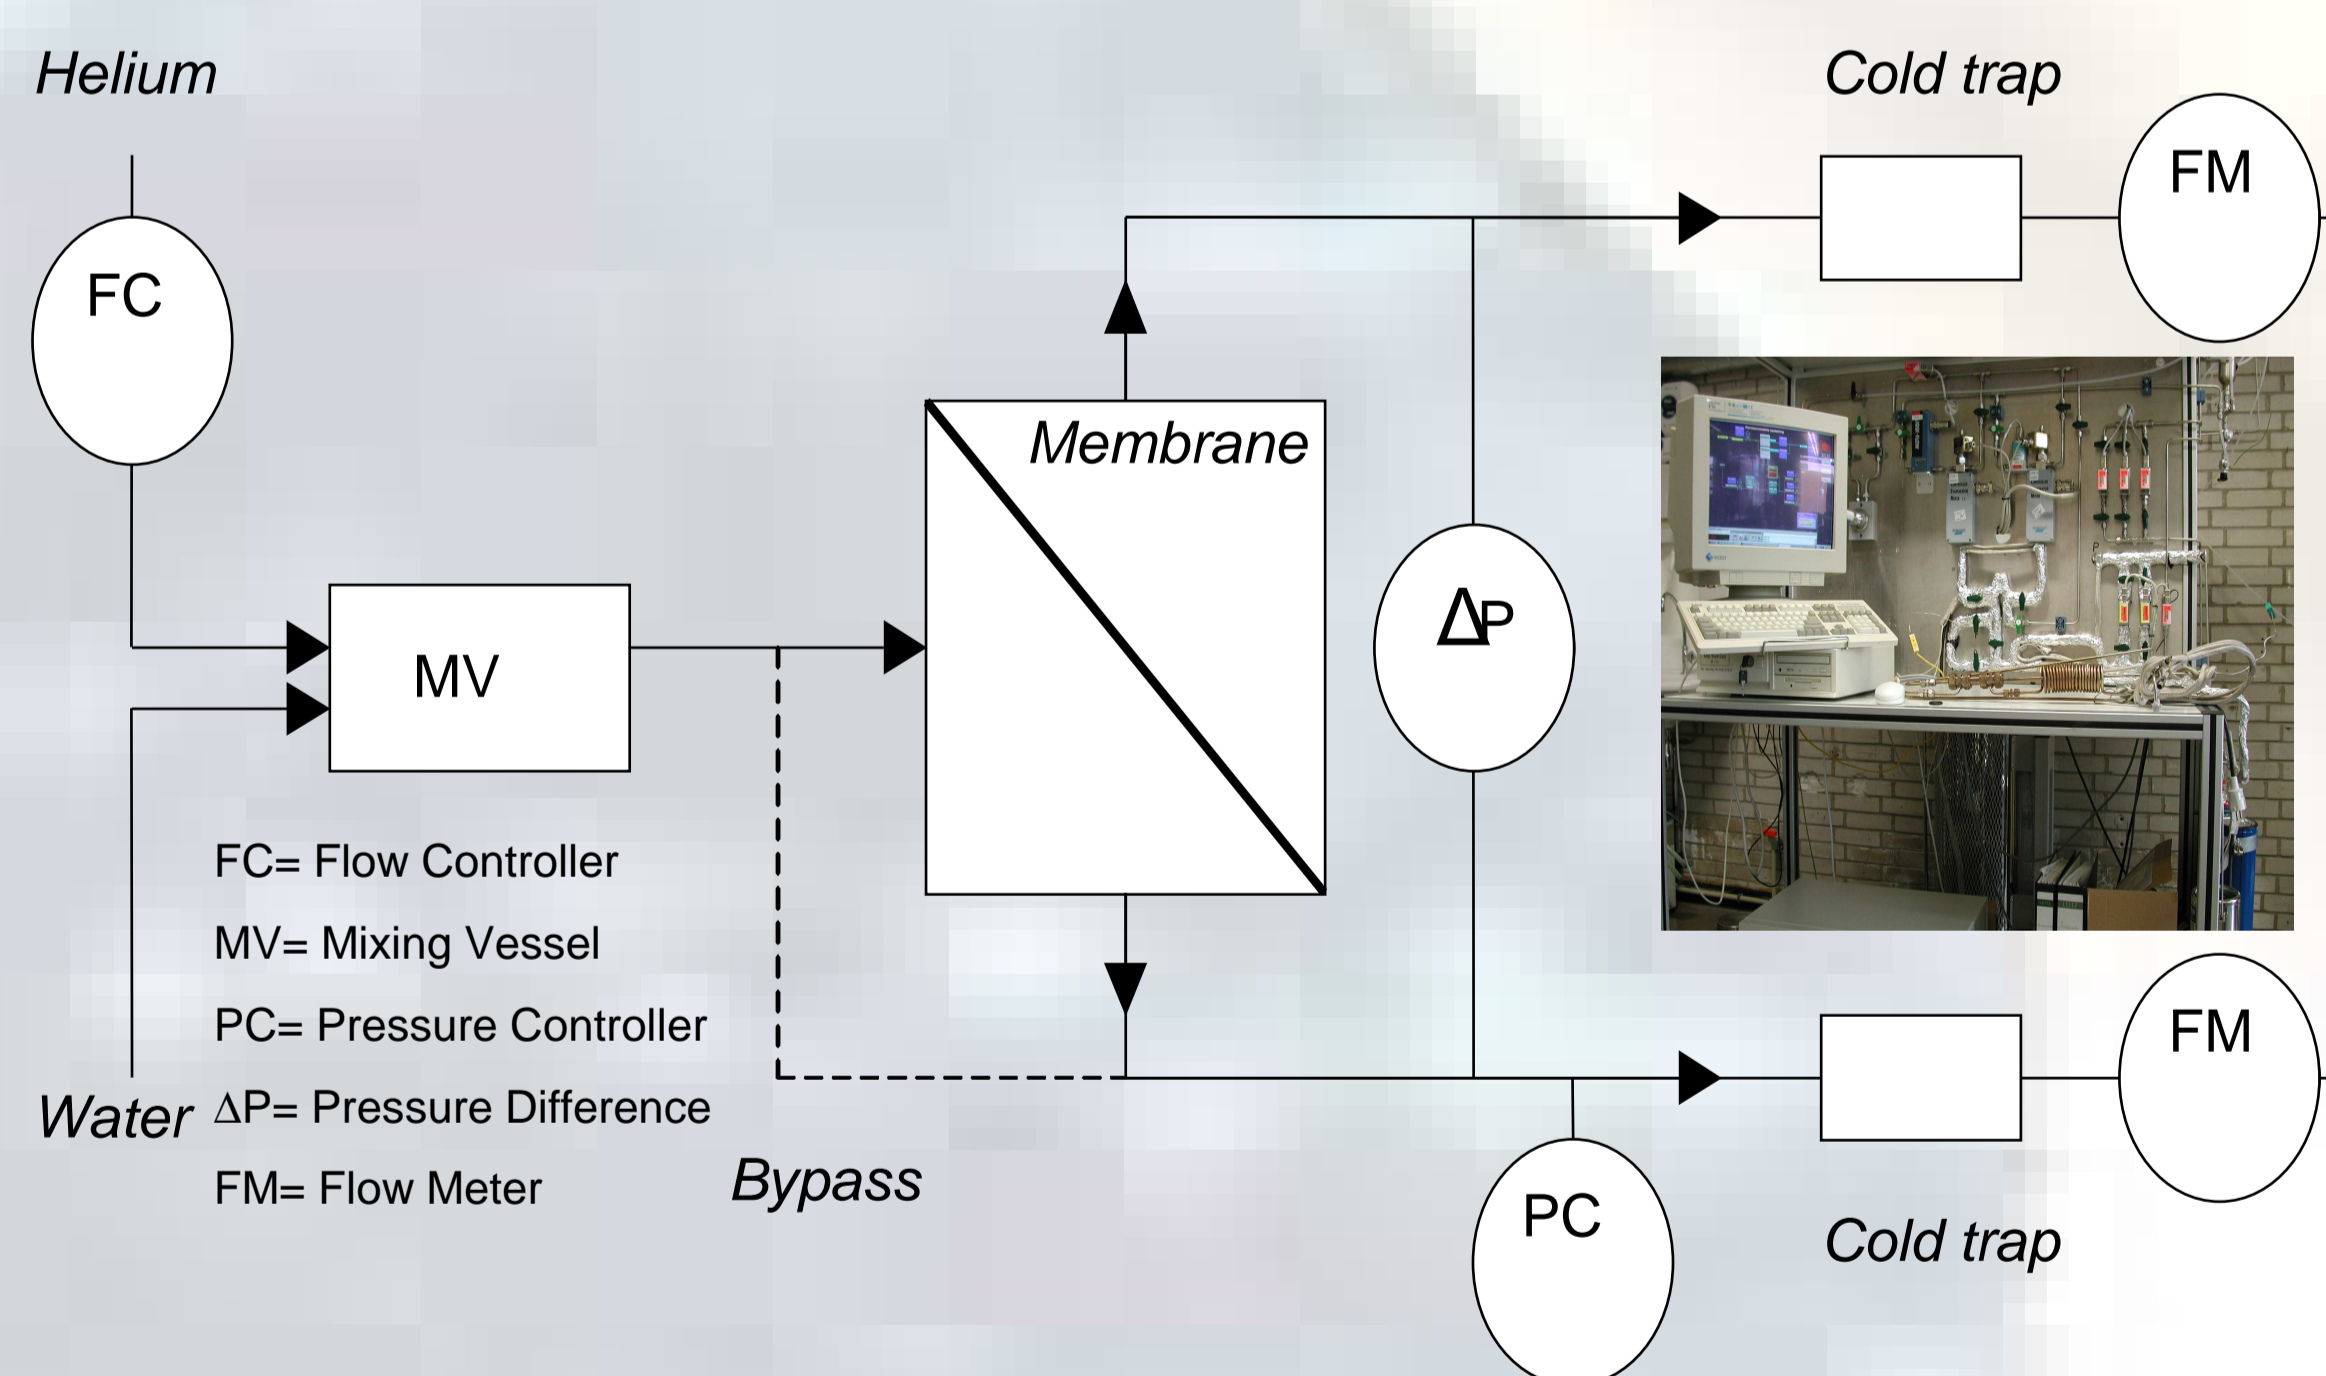 Helium
Cold trap
FM
FC
Membrane
ΔP
MV
FC= Flow Controller
MV= Mixing Vessel
PC= Pressure Controller
ΔP= Pressure Difference
FM= Flow Meter
Water
Bypass
FM
PC
Cold trap